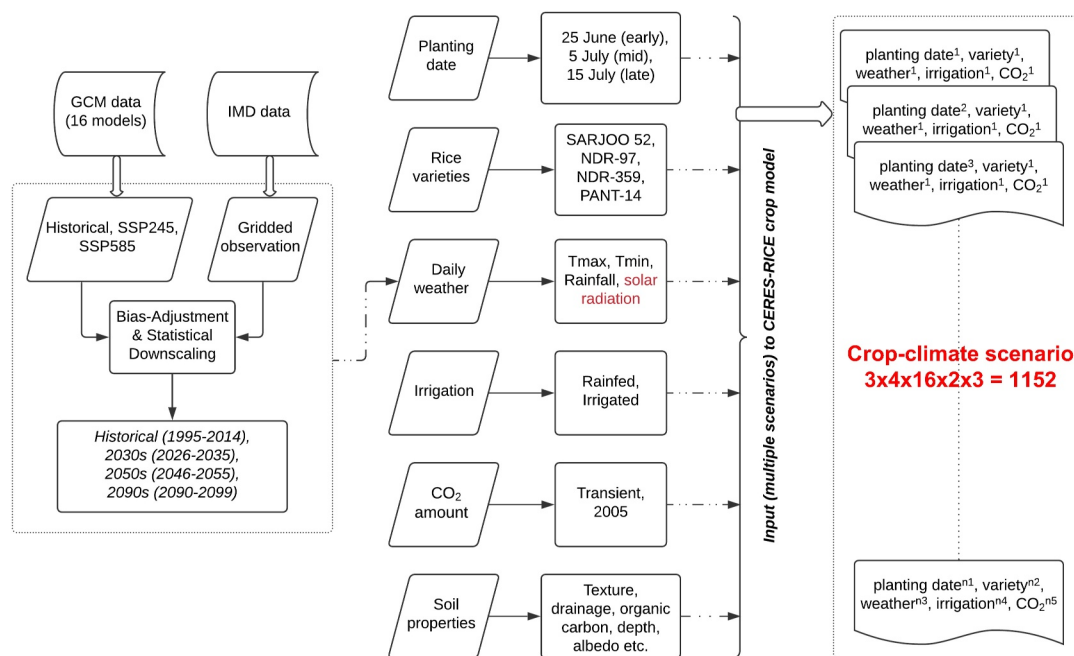 GCM data
(16 models)
IMD data
Historical, SSP245,
SSP585
Gridded
observation
Bias-Adjustment
& Statistical
Downscaling
Historical (1995-2014),
2030s (2026-2035),
2050s (2046-2055),
2090s (2090-2099)
Planting
date
25 June (early),
5 July (mid),
15 July (late)
Rice
varieties
SARJOO 52,
NDR-97,
NDR-359,
PANT-14
Daily
weather
Tmax, Tmin,
Rainfall, solar
radiation
Irrigation
Rainfed,
Irrigated
CO₂
amount
Transient,
2005
Soil
properties
Texture,
drainage, organic
carbon, depth,
albedo etc.
Input (multiple scenarios) to CERES-RICE crop model
planting date¹, variety¹,
weather¹, irrigation¹, CO₂¹
planting date², variety¹,
weather¹, irrigation¹, CO₂¹
planting date³, variety¹,
weather¹, irrigation¹, CO₂¹
Crop-climate scenario
3x4x16x2x3 = 1152
planting dateⁿ¹, varietyⁿ²,
weatherⁿ³, irrigationⁿ⁴, CO₂ⁿ⁵